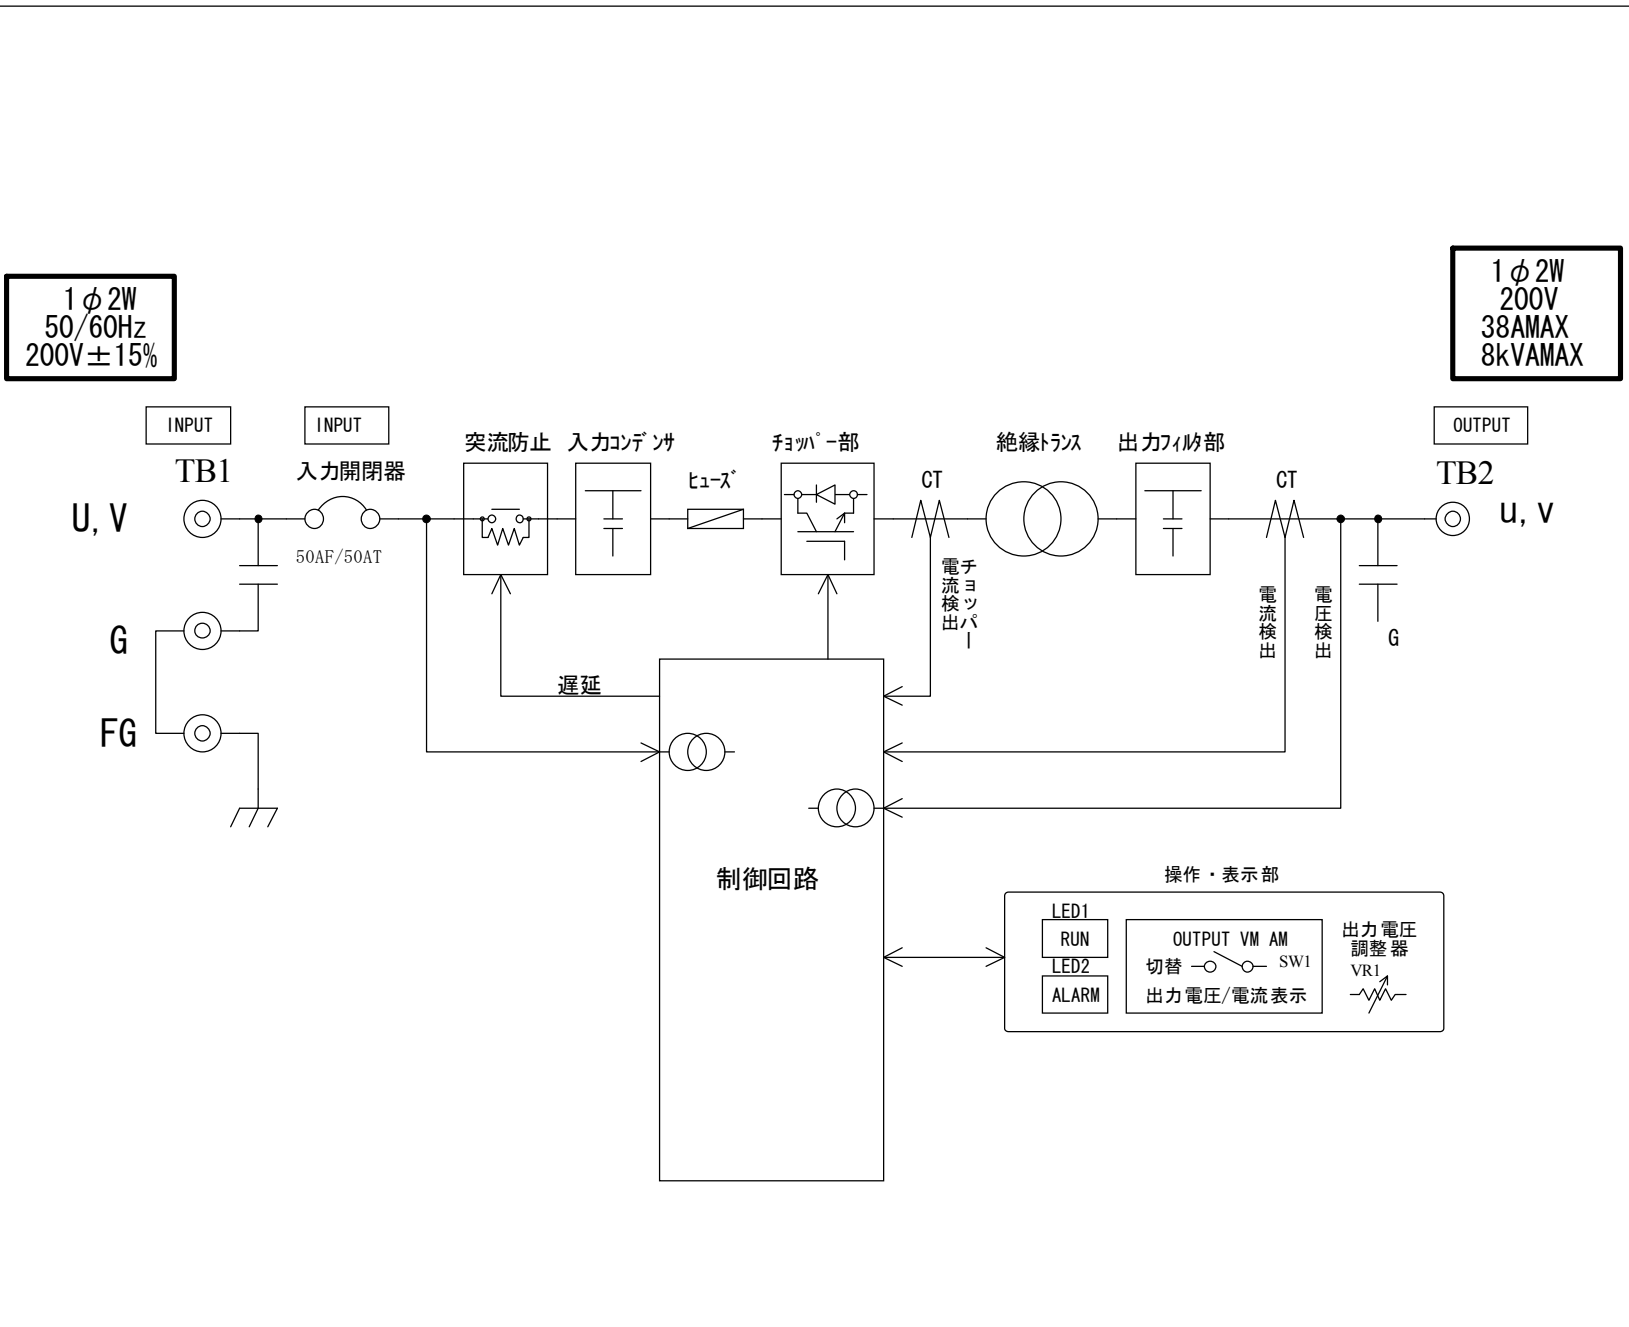 1φ2W
50/60Hz
200V±15%
1φ2W
200V
38AMAX
8kVAMAX
INPUT
INPUT
OUTPUT
TB1
入力開閉器
突流防止
入力ｺﾝﾃﾞﾝｻ
ﾋｭｰｽﾞ
ﾁｮｯﾊﾟｰ部
CT
絶縁ﾄﾗﾝｽ
出力ﾌｨﾙﾀ部
CT
TB2
U,V
50AF/50AT
u,v
チョッパー
電流検出
電流検出
電圧検出
G
G
遅延
FG
制御回路
操作・表示部
LED1
RUN
LED2
ALARM
OUTPUT VM AM
切替
SW1
出力電圧/電流表示
出力電圧
調整器
VR1